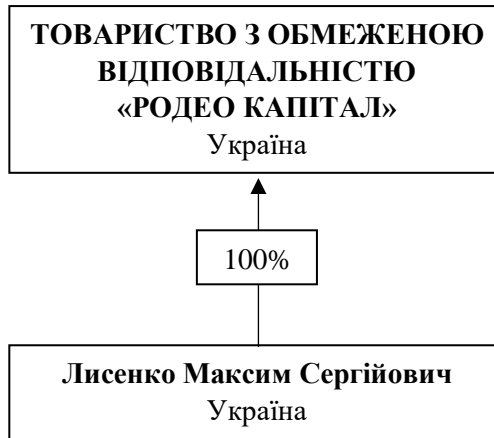 ТОВАРИСТВО З ОБМЕЖЕНОЮ
ВІДПОВІДАЛЬНІСТЮ
«РОДЕО КАПІТАЛ»
Україна
100%
Лисенко Максим Сергійович
Україна